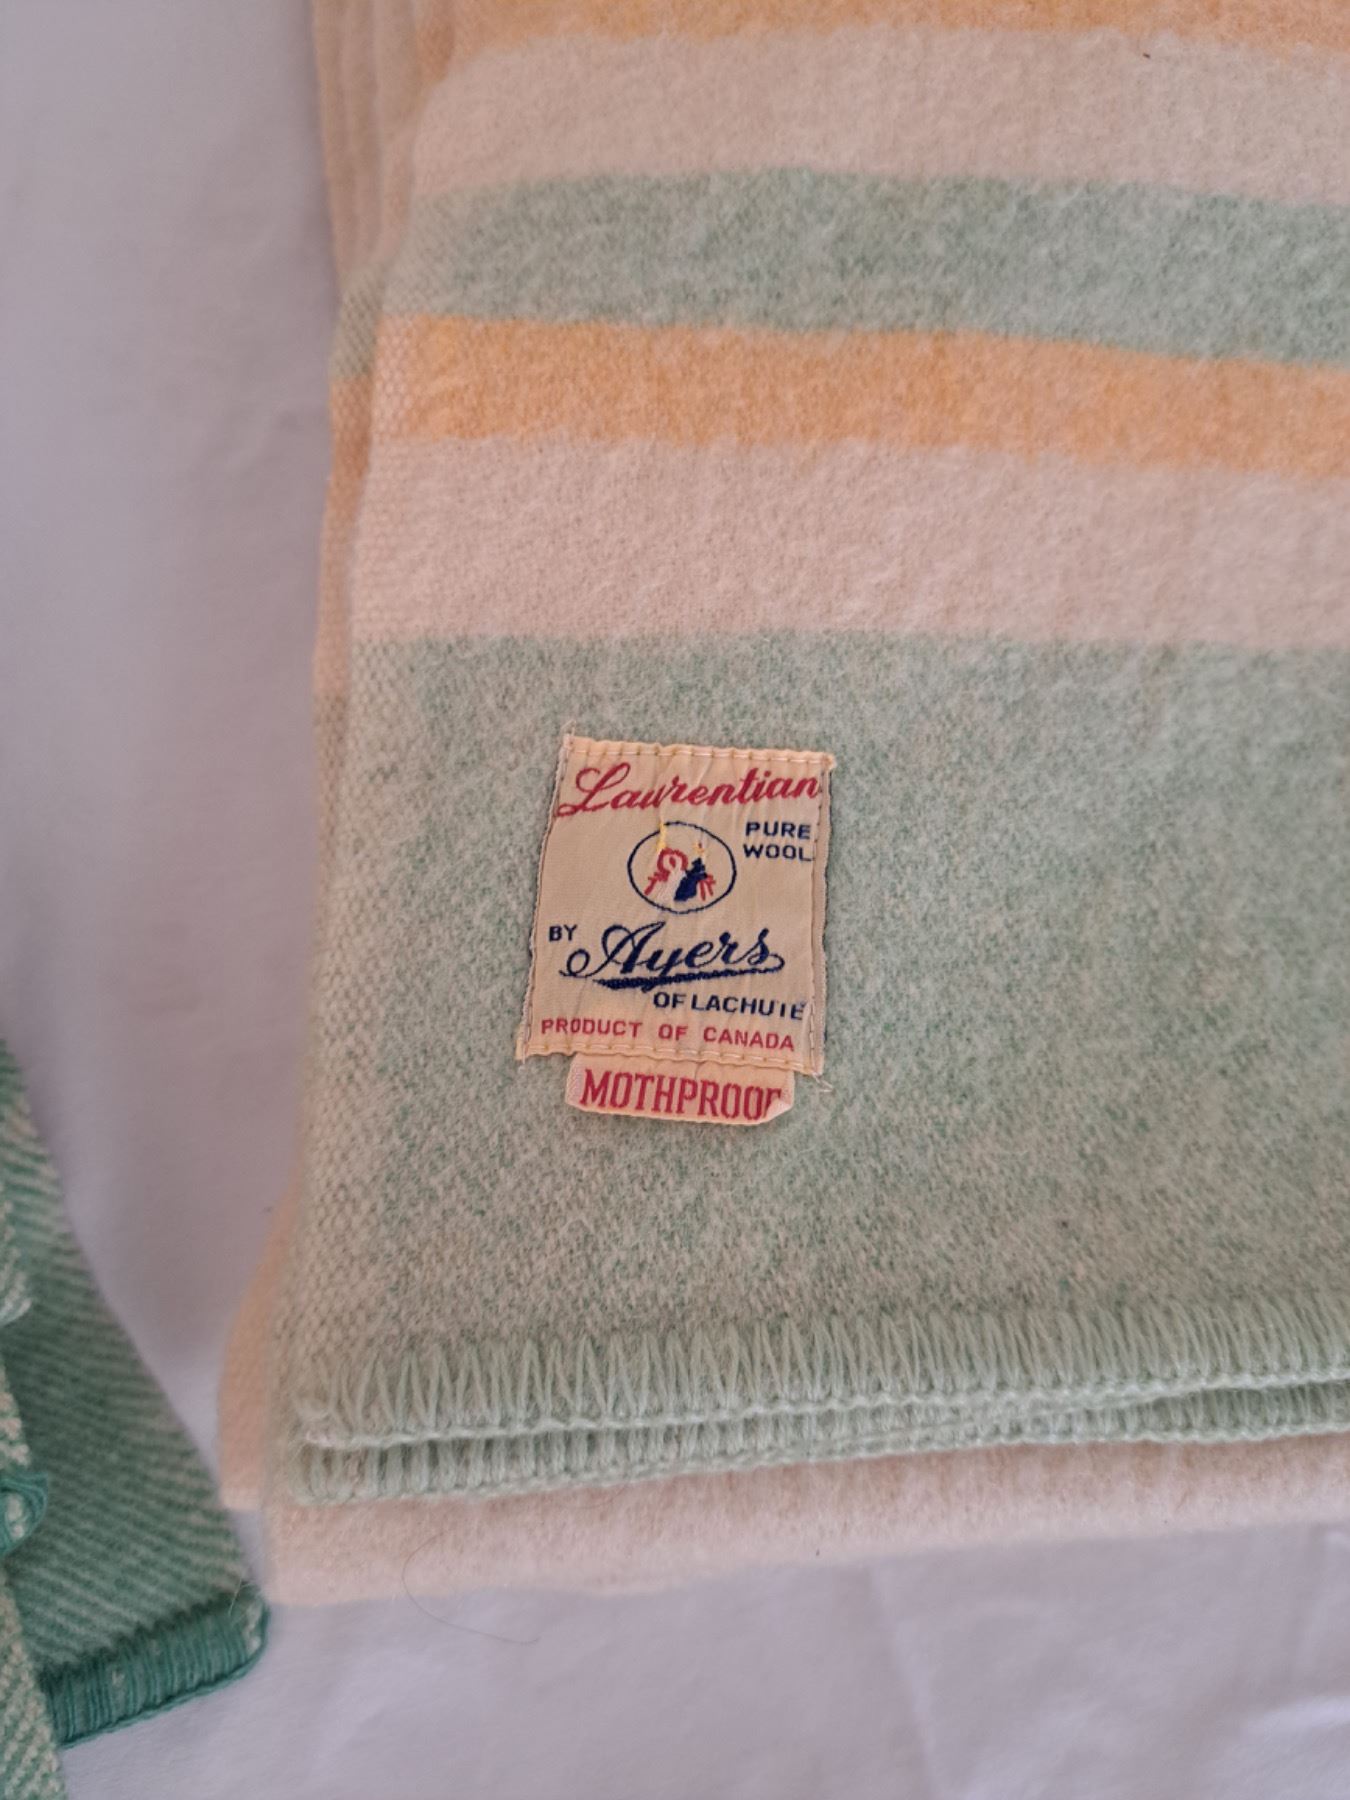 Laurentian
PURE
WOOL
BY Ayers
OF LACHUTE
PRODUCT OF CANADA
MOTHPROOF